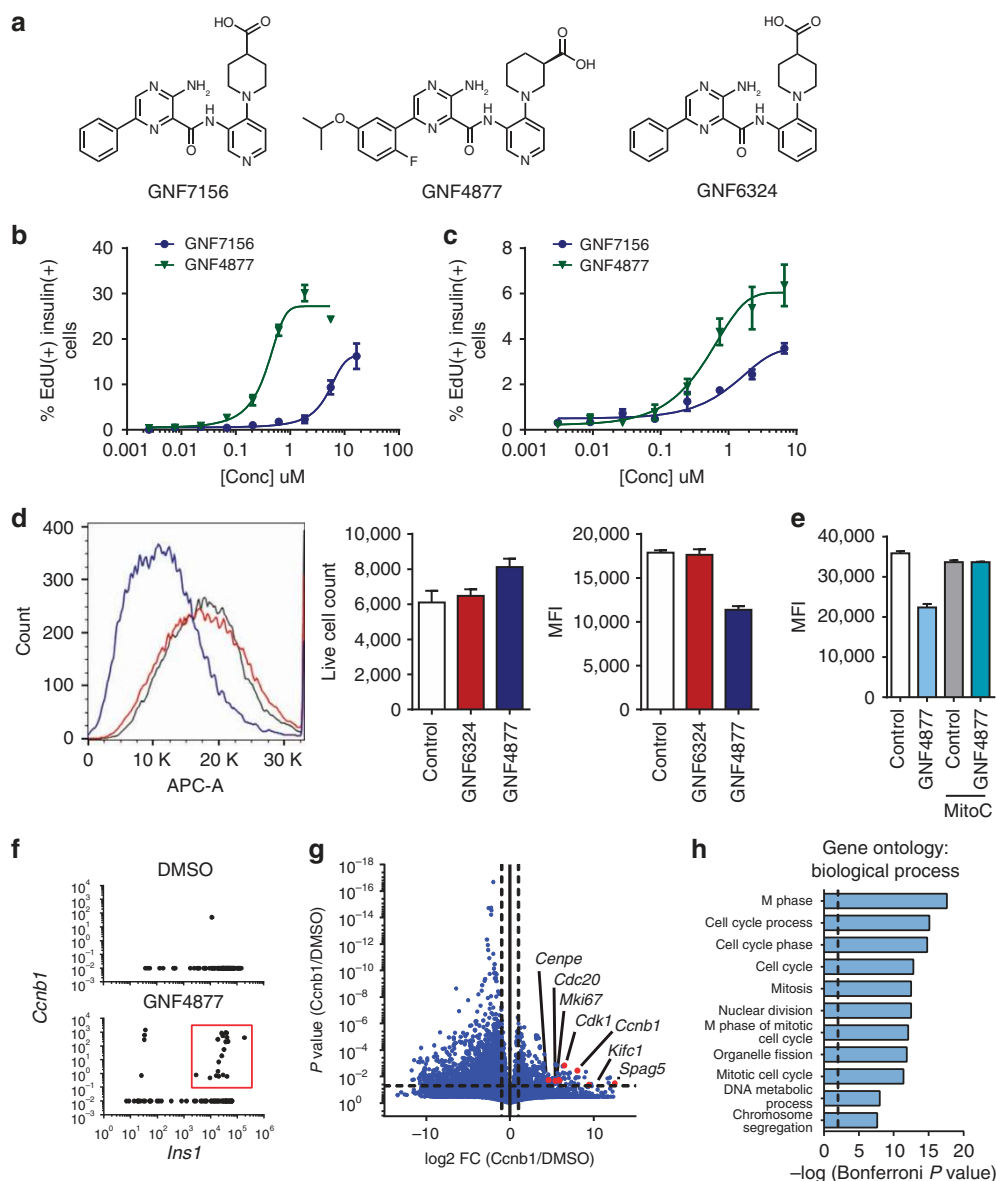 a
HO
O
N
NH2
N
H
N
O
N
N
GNF7156
O
F
N
NH2
N
H
N
O
N
O
OH
N
GNF4877
HO
O
N
NH2
N
H
N
O
N
GNF6324
b
GNF7156
GNF4877
% EdU(+) insulin(+)
cells
40
30
20
10
0
0.001 0.01 0.1 1 10 100
[Conc] uM
c
GNF7156
GNF4877
% EdU(+) insulin(+)
cells
8
6
4
2
0
0.001 0.01 0.1 1 10
[Conc] uM
d
Count
400
300
200
100
0
0 10 K 20 K 30 K
APC-A
Live cell count
8,000
6,000
4,000
2,000
0
Control
GNF6324
GNF4877
MFI
20,000
15,000
10,000
5,000
0
Control
GNF6324
GNF4877
e
MFI
40,000
30,000
20,000
10,000
0
Control
GNF4877
Control
GNF4877
MitoC
f
DMSO
10^4
10^3
10^2
10^1
10^0
10^−1
10^−2
10^−3
GNF4877
10^4
10^3
10^2
10^1
10^0
10^−1
10^−2
10^−3
Ccnb1
10^0 10^1 10^2 10^3 10^4 10^5 10^6
Ins1
g
P value (Ccnb1/DMSO)
10^−18
10^−16
10^−14
10^−12
10^−10
10^−8
10^−6
10^−4
10^−2
10^0
Cenpe
Cdc20
Mki67
Cdk1
Ccnb1
Kifc1
Spag5
−10 0 10
log2 FC (Ccnb1/DMSO)
h
Gene ontology:
biological process
M phase
Cell cycle process
Cell cycle phase
Cell cycle
Mitosis
Nuclear division
M phase of mitotic
cell cycle
Organelle fission
Mitotic cell cycle
DNA metabolic
process
Chromosome
segregation
0 5 10 15 20
−log (Bonferroni P value)